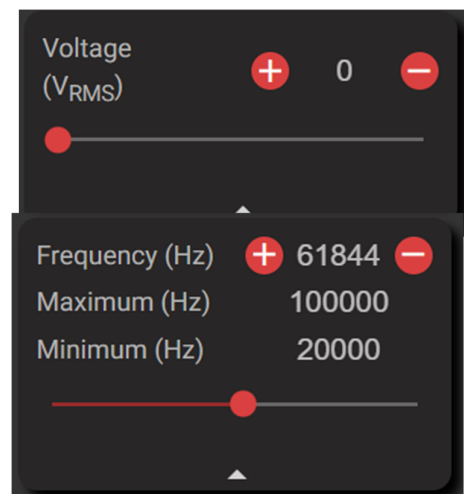 Voltage
(VRMS)
+ 0 −
Frequency (Hz) + 61844 −
Maximum (Hz) 100000
Minimum (Hz) 20000